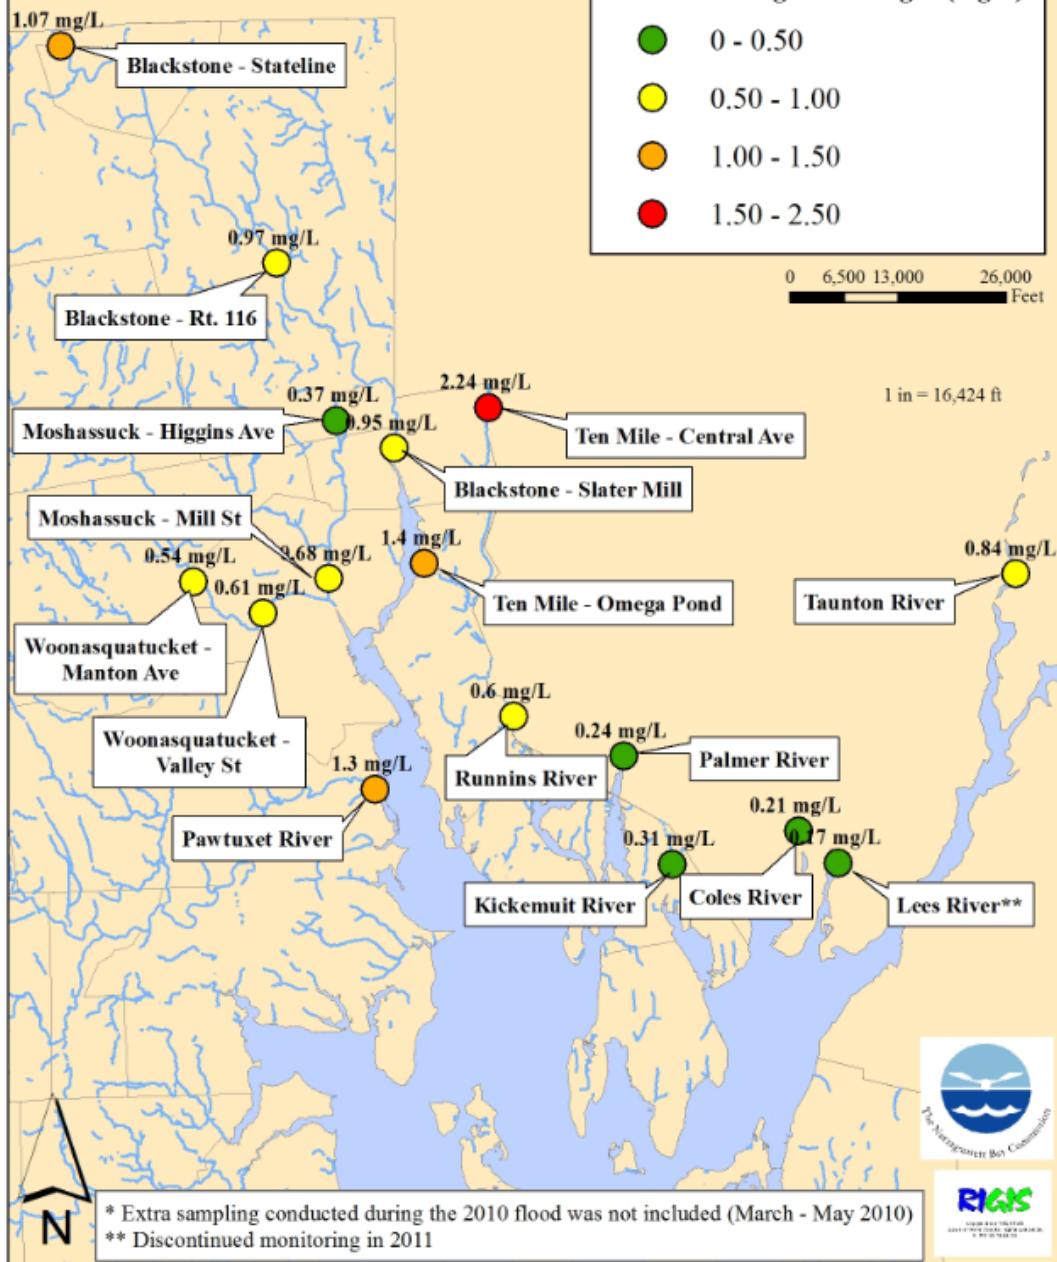 1.07 mg/L
Blackstone - Stateline
0 - 0.50
0.50 - 1.00
1.00 - 1.50
1.50 - 2.50
0 6,500 13,000 26,000
Feet
1 in = 16,424 ft
0.97 mg/L
Blackstone - Rt. 116
0.37 mg/L
Moshassuck - Higgins Ave
2.24 mg/L
Ten Mile - Central Ave
0.95 mg/L
Blackstone - Slater Mill
Moshassuck - Mill St
0.68 mg/L
1.4 mg/L
Ten Mile - Omega Pond
0.84 mg/L
Taunton River
0.54 mg/L
Woonasquatucket -
Manton Ave
0.61 mg/L
Woonasquatucket -
Valley St
0.6 mg/L
Runnins River
0.24 mg/L
Palmer River
1.3 mg/L
Pawtuxet River
0.31 mg/L
Kickemuit River
0.21 mg/L
Coles River
0.17 mg/L
Lees River**
The Narragansett Bay Commission
RIGIS
N
* Extra sampling conducted during the 2010 flood was not included (March - May 2010)
** Discontinued monitoring in 2011